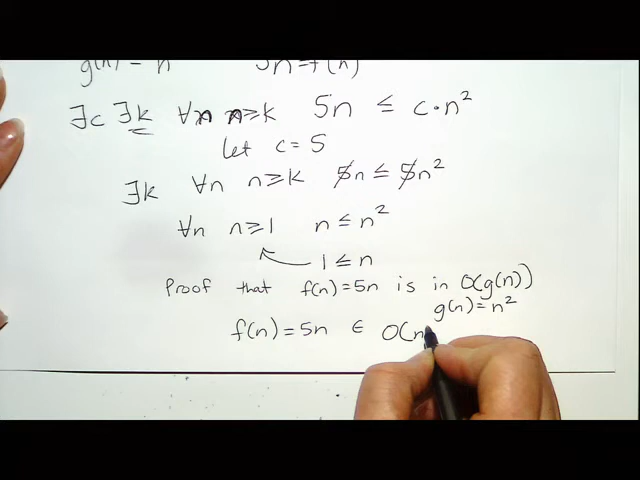 g(n) = n 5n = f(n)
∃c ∃k ∀n n≥k 5n ≤ c·n²
Let c = 5
∃k ∀n n≥k 5n ≤ 5n²
∀n n≥1 n ≤ n²
1 ≤ n
Proof that f(n) = 5n is in O(g(n))
g(n) = n²
f(n) = 5n ∈ O(n